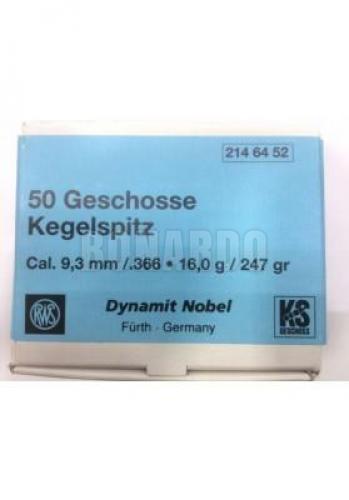 214 64 52
50 Geschosse
Kegelspitz
BONARDO
Cal. 9,3 mm /.366 • 16,0 g / 247 gr
RWS
Dynamit Nobel
Fürth - Germany
KS
GESCHOSS